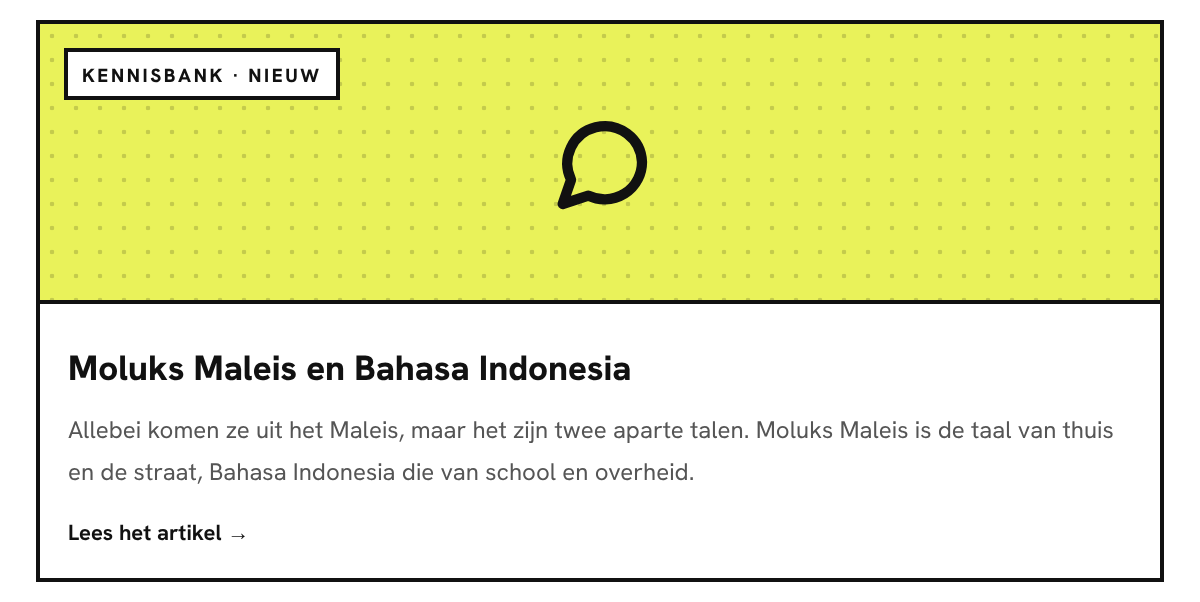 KENNISBANK · NIEUW
Moluks Maleis en Bahasa Indonesia
Allebei komen ze uit het Maleis, maar het zijn twee aparte talen. Moluks Maleis is de taal van thuis
en de straat, Bahasa Indonesia die van school en overheid.
Lees het artikel →